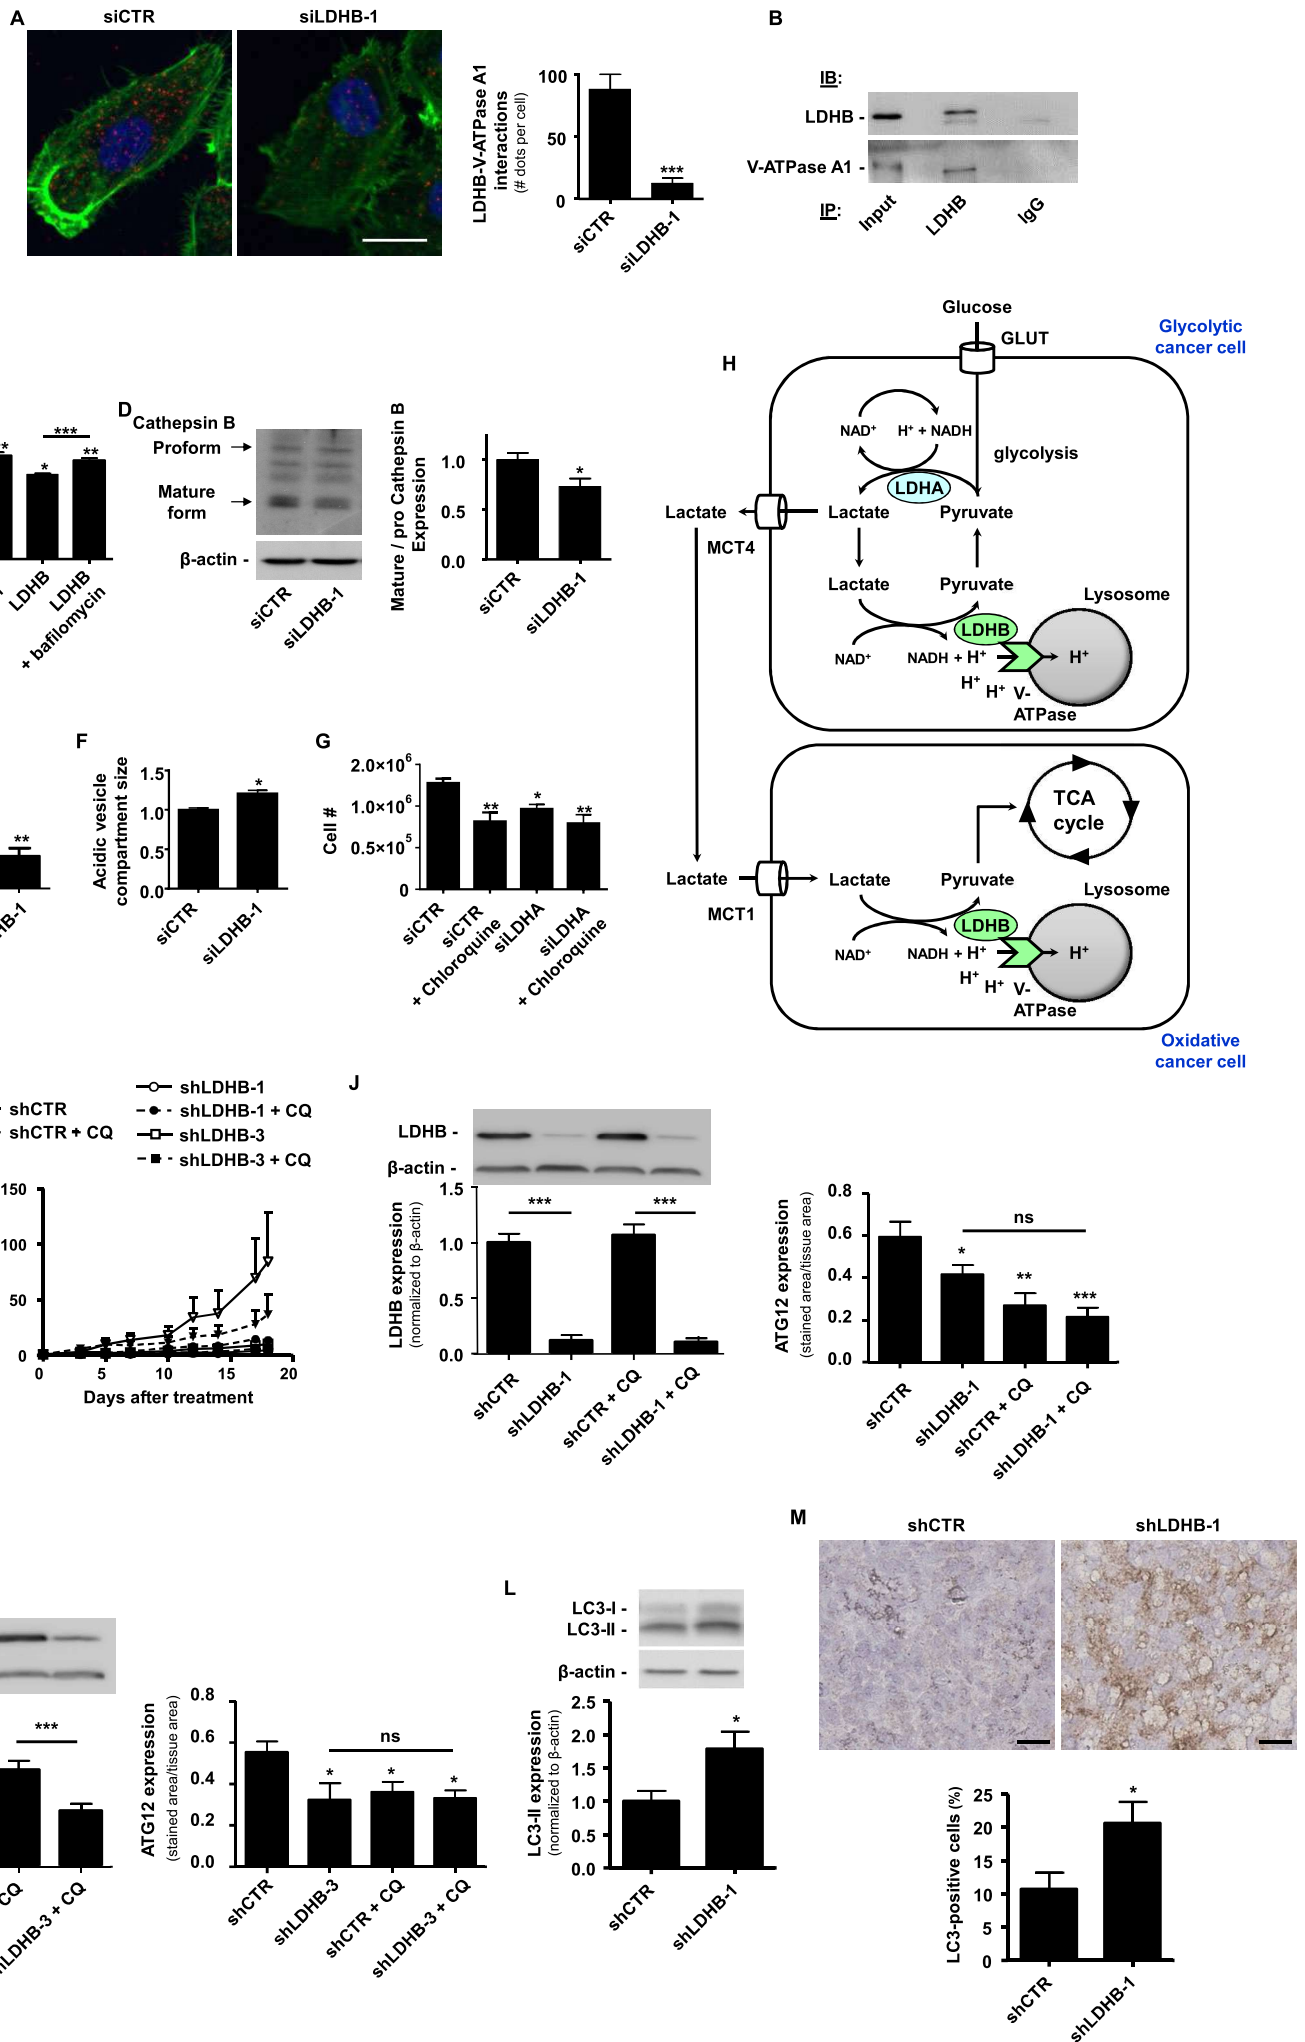 A
siCTR
siLDHB-1
LDHB-V-ATPase A1
interactions
(# dots per cell)
100
50
0
***
siCTR
siLDHB-1
B
IB:
LDHB -
V-ATPase A1 -
IP:
Input
LDHB
IgG
***
*
**
LDHB
LDHB
+ bafilomycin
D
Cathepsin B
Proform
Mature
form
β-actin -
siCTR
siLDHB-1
Mature / pro Cathepsin B
Expression
1.0
0.5
0.0
*
siCTR
siLDHB-1
H
Glucose
GLUT
Glycolytic
cancer cell
NAD+
H+ + NADH
glycolysis
LDHA
Lactate
MCT4
Lactate
Pyruvate
Lactate
Pyruvate
Lysosome
LDHB
NAD+
NADH + H+
H+
H+
H+
V-
ATPase
TCA
cycle
Lactate
MCT1
Lactate
Pyruvate
Lysosome
LDHB
NAD+
NADH + H+
H+
H+
H+
V-
ATPase
Oxidative
cancer cell
**
F
Acidic vesicle
compartment size
1.5
1.0
0.5
0.0
*
siCTR
siLDHB-1
G
Cell #
2.0×10⁶
1.0×10⁶
0.5×10⁵
0
**
*
**
siCTR
siCTR
+ Chloroquine
siLDHA
siLDHA
+ Chloroquine
shCTR
shCTR + CQ
shLDHB-1
shLDHB-1 + CQ
shLDHB-3
shLDHB-3 + CQ
150
100
50
0
0
5
10
15
20
Days after treatment
J
LDHB -
β-actin -
LDHB expression
(normalized to β-actin)
1.5
1.0
0.5
0.0
***
***
shCTR
shLDHB-1
shCTR + CQ
shLDHB-1 + CQ
ATG12 expression
(stained area/tissue area)
0.8
0.6
0.4
0.2
0.0
ns
*
**
***
shCTR
shLDHB-1
shCTR + CQ
shLDHB-1 + CQ
***
CQ
shLDHB-3 + CQ
ATG12 expression
(stained area/tissue area)
0.8
0.6
0.4
0.2
0.0
ns
*
*
*
shCTR
shLDHB-3
shCTR + CQ
shLDHB-3 + CQ
L
LC3-I -
LC3-II -
β-actin -
LC3-II expression
(normalized to β-actin)
2.5
2.0
1.5
1.0
0.5
0.0
*
shCTR
shLDHB-1
M
shCTR
shLDHB-1
LC3-positive cells (%)
25
20
15
10
5
0
*
shCTR
shLDHB-1